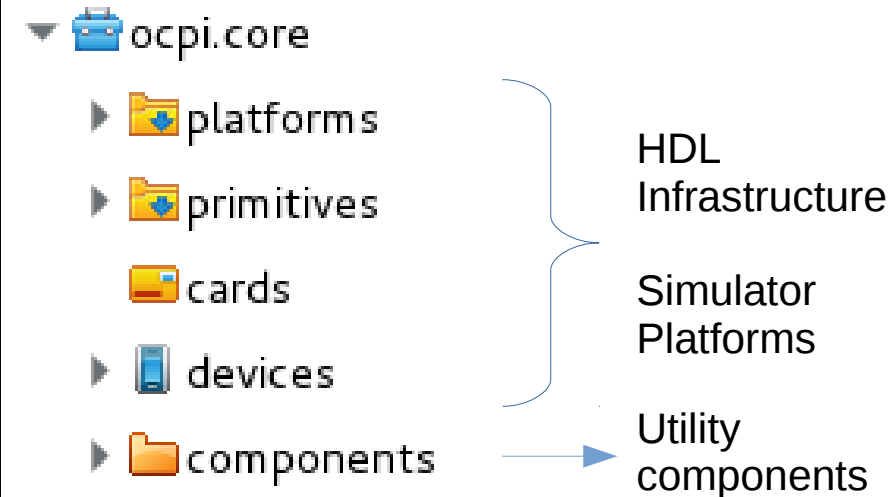 ocpi.core
platforms
primitives
cards
devices
components
HDL
Infrastructure
Simulator
Platforms
Utility
components